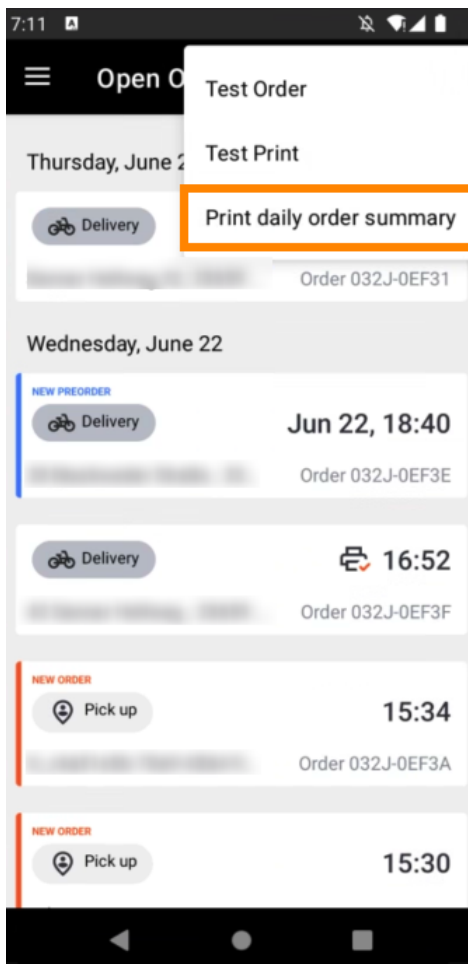 7:11 A
Open O
Test Order
Test Print
Print daily order summary
Thursday, June 2
Delivery
Order 032J-0EF31
Wednesday, June 22
NEW PREORDER
Delivery
Jun 22, 18:40
Order 032J-0EF3E
Delivery
16:52
Order 032J-0EF3F
NEW ORDER
Pick up
15:34
Order 032J-0EF3A
NEW ORDER
Pick up
15:30